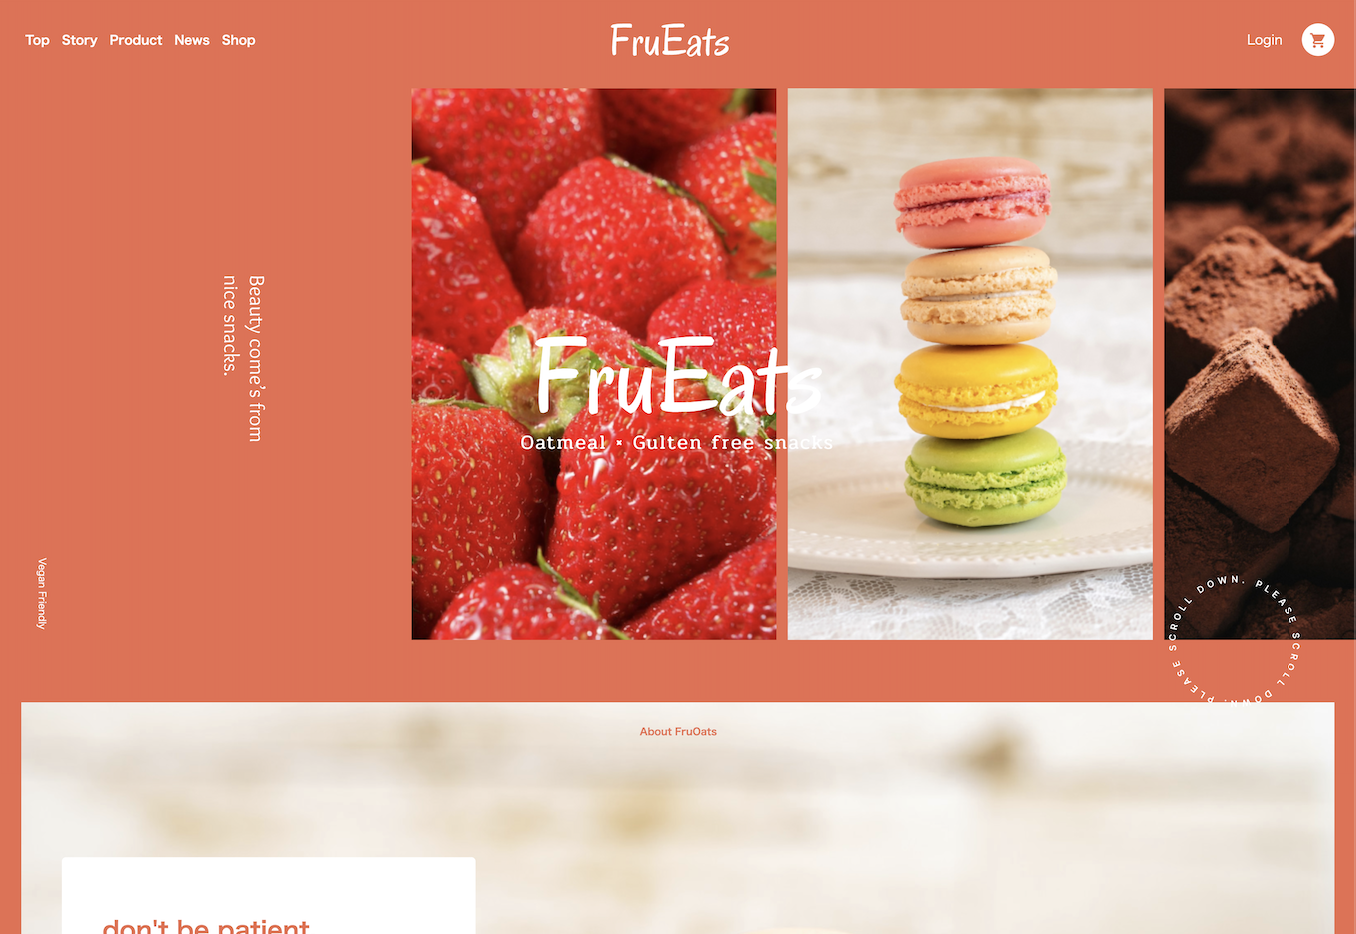 Top Story Product News Shop
FruEats
Login
Beauty come's from
nice snacks.
FruEats
Oatmeal × Gulten free snacks
Vegan Friendly
PLEASE SCROLL DOWN. PLEASE SCROLL DOWN.
About FruOats
don't be patient